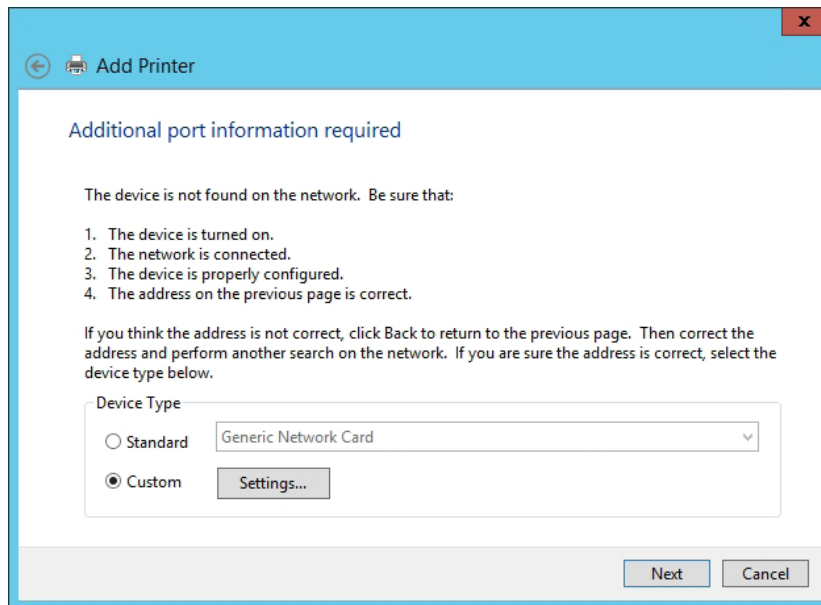 x
Add Printer
Additional port information required
The device is not found on the network.  Be sure that:
1.  The device is turned on.
2.  The network is connected.
3.  The device is properly configured.
4.  The address on the previous page is correct.
If you think the address is not correct, click Back to return to the previous page.  Then correct the
address and perform another search on the network.  If you are sure the address is correct, select the
device type below.
Device Type
Standard
Generic Network Card
Custom
Settings...
Next
Cancel